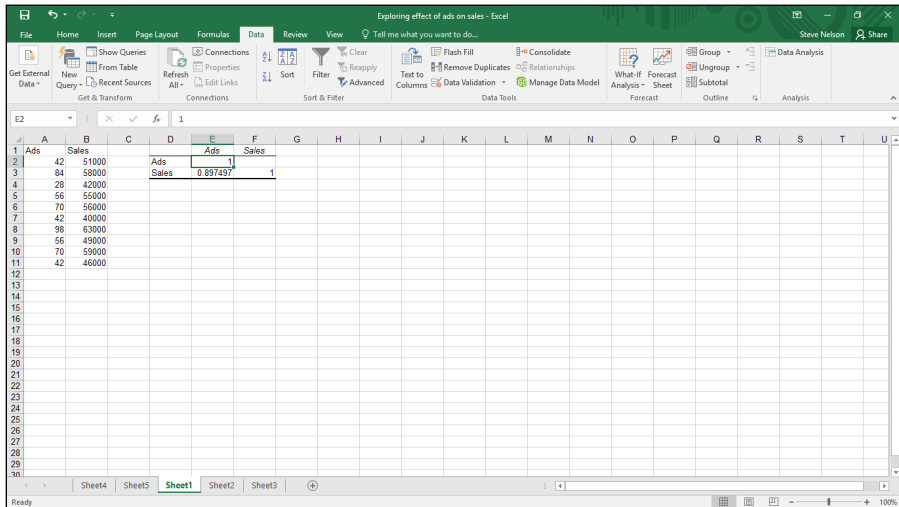 Exploring effect of ads on sales - Excel
File Home Insert Page Layout Formulas Data Review View Tell me what you want to do... Steve Nelson Share
Get External Data
New Query
Show Queries
From Table
Recent Sources
Get & Transform
Refresh All
Connections
Properties
Edit Links
Connections
Sort
Filter
Clear
Reapply
Advanced
Sort & Filter
Text to Columns
Flash Fill
Remove Duplicates
Data Validation
Consolidate
Relationships
Manage Data Model
Data Tools
What-If Analysis
Forecast Sheet
Forecast
Group
Ungroup
Subtotal
Outline
Data Analysis
Analysis
E2 fx 1
A B C D E F G H I J K L M N O P Q R S T U
1 Ads Sales Ads Sales
2 42 51000 Ads 1
3 84 58000 Sales 0.897497 1
4 28 42000
5 56 55000
6 70 56000
7 42 40000
8 98 63000
9 56 49000
10 70 59000
11 42 46000
12
13
14
15
16
17
18
19
20
21
22
23
24
25
26
27
28
29
30
Sheet4 Sheet5 Sheet1 Sheet2 Sheet3
Ready 100%